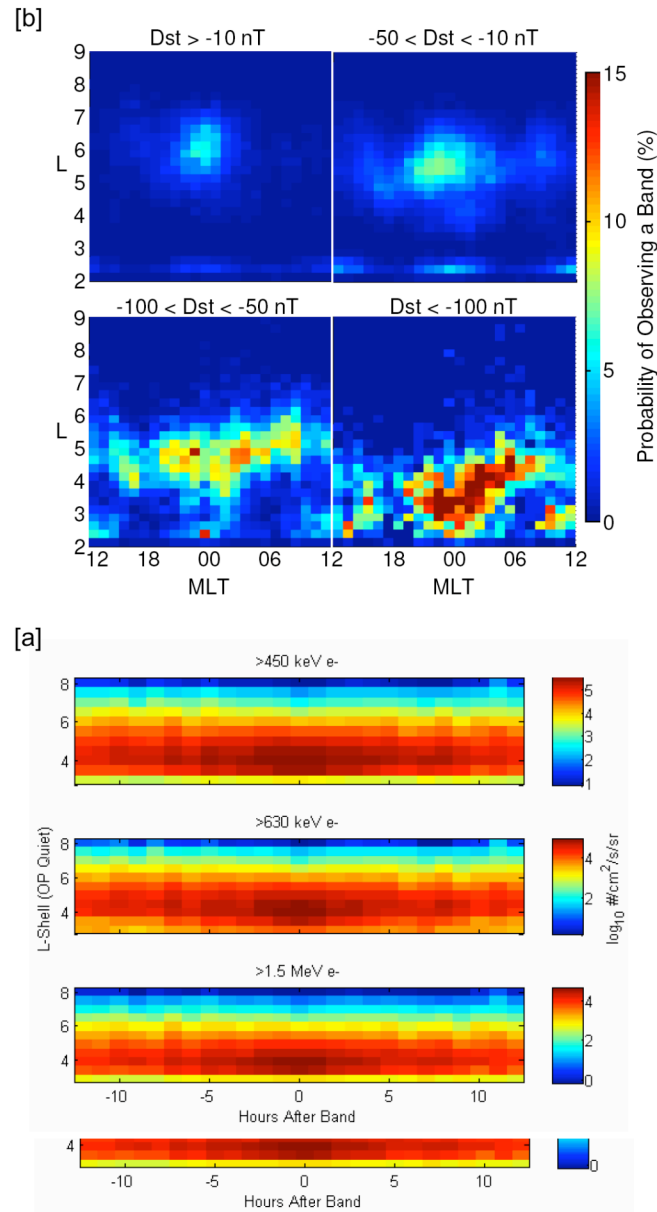 [b]
Dst > -10 nT
-50 < Dst < -10 nT
9
8
7
6
L
5
4
3
2
15
10
5
0
Probability of Observing a Band (%)
-100 < Dst < -50 nT
Dst < -100 nT
9
8
7
6
L
5
4
3
2
12 18 00 06 12 18 00 06 12
MLT
MLT
[a]
>450 keV e-
8
6
4
5
4
3
2
1
>630 keV e-
8
6
4
4
2
0
L-Shell (OP Quiet)
log10 #/cm²/s/sr
>1.5 MeV e-
8
6
4
4
2
0
-10 -5 0 5 10
Hours After Band
4
0
-10 -5 0 5 10
Hours After Band